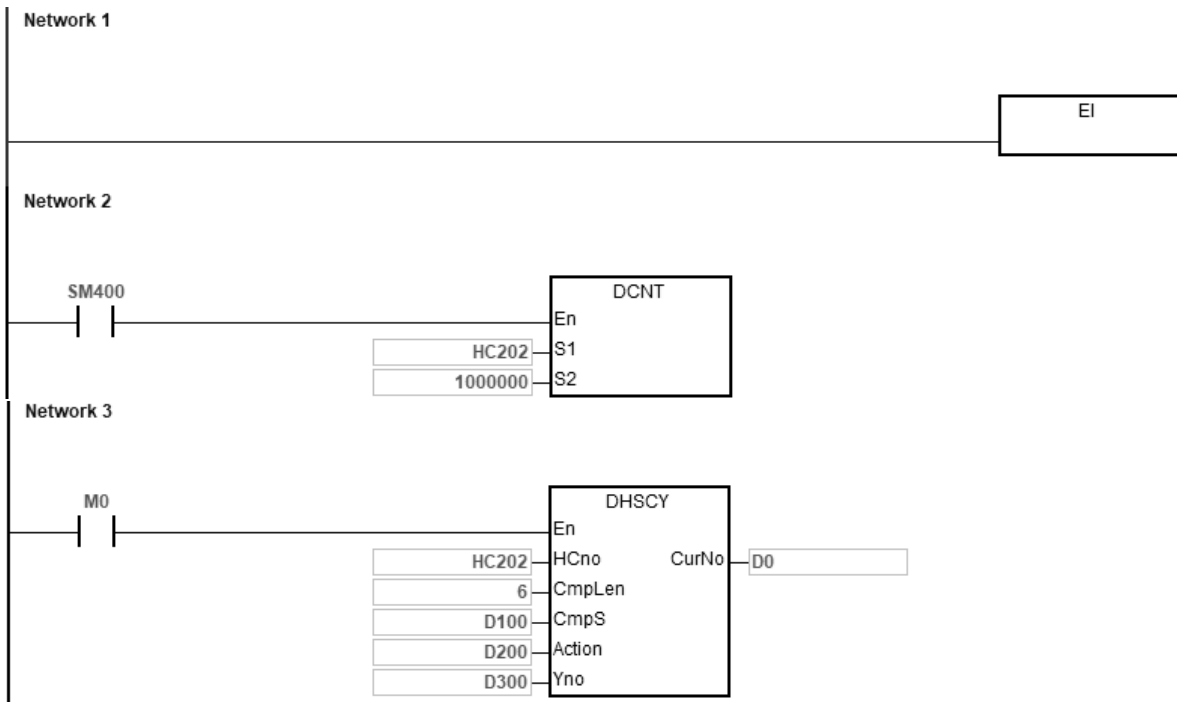 Network 1
EI
Network 2
SM400
DCNT
En
HC202 S1
1000000 S2
Network 3
M0
DHSCY
En
HC202 HCno CurNo D0
6 CmpLen
D100 CmpS
D200 Action
D300 Yno